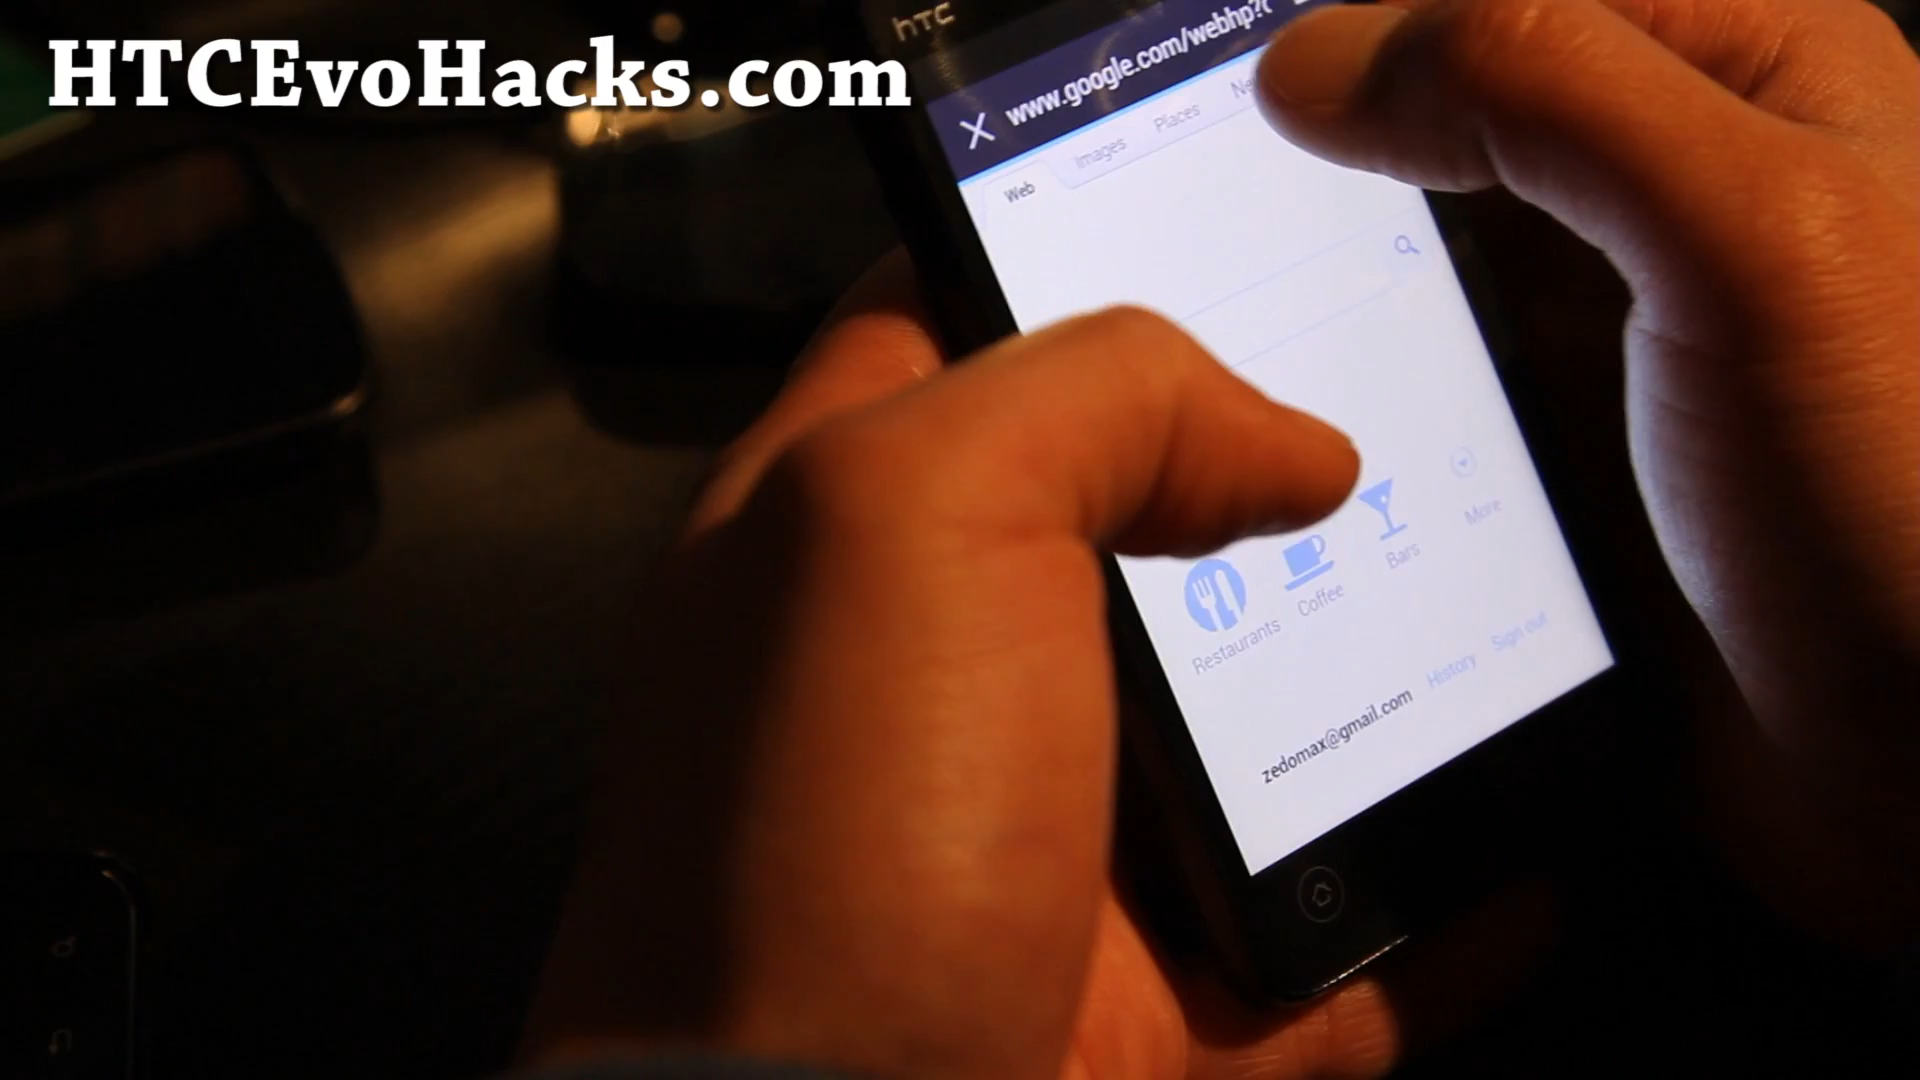 HTCEvoHacks.com
hTC
www.google.com/webhp?
Web Images Places
Restaurants Coffee Bars More
zedomax@gmail.com History Sign out